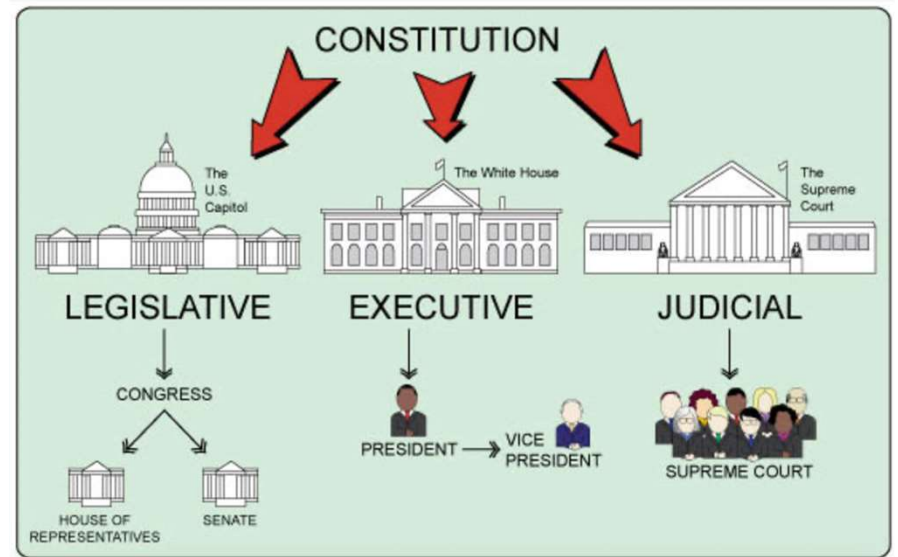 CONSTITUTION
The
U.S.
Capitol
The White House
The
Supreme
Court
LEGISLATIVE
EXECUTIVE
JUDICIAL
CONGRESS
HOUSE OF
REPRESENTATIVES
SENATE
PRESIDENT
VICE
PRESIDENT
SUPREME COURT